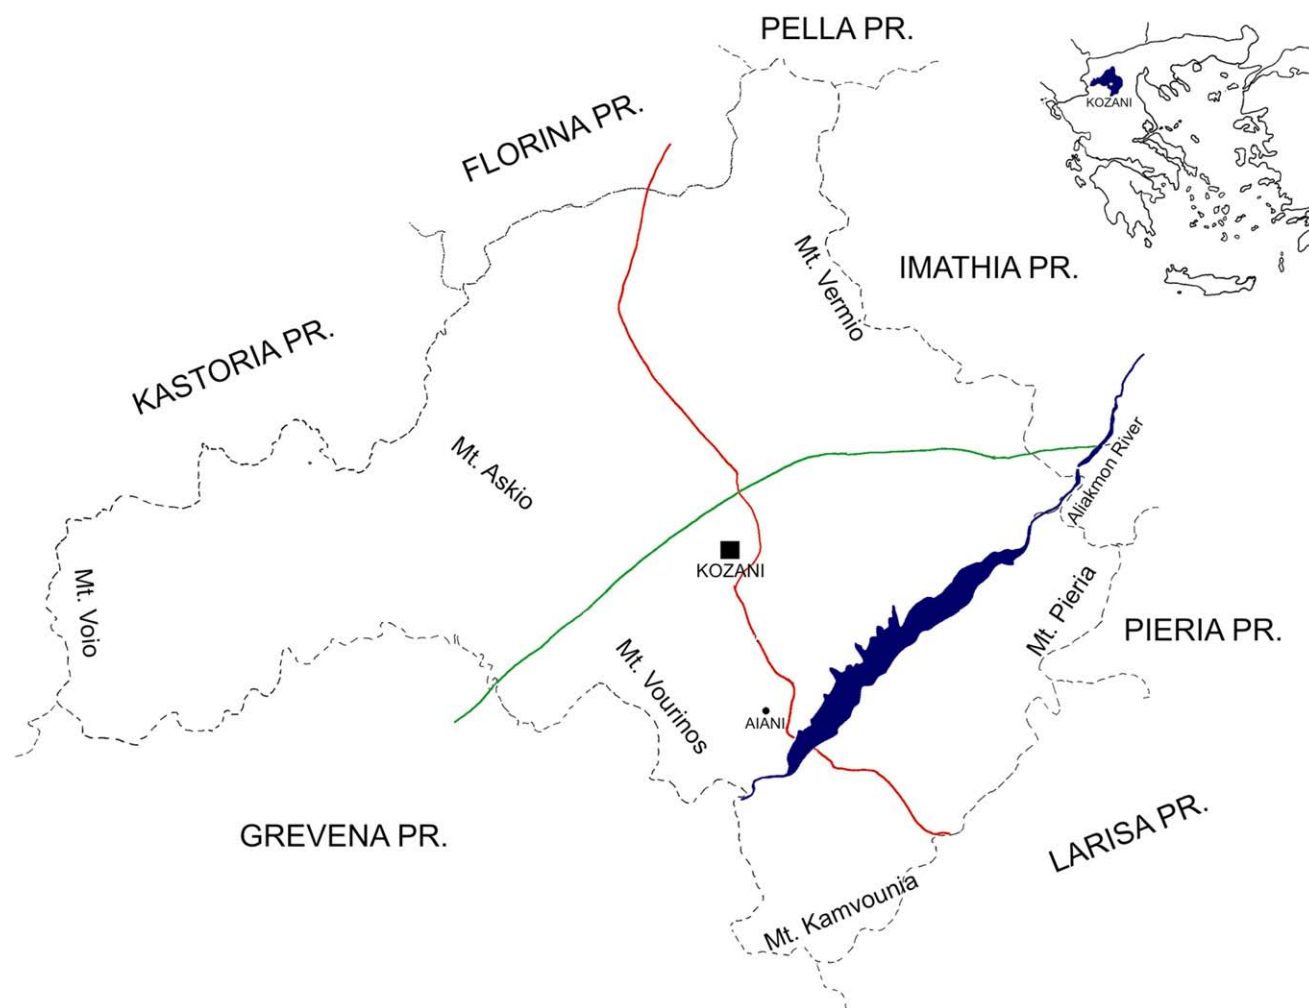 PELLA PR.
FLORINA PR.
KOZANI
Mt. Vermio
IMATHIA PR.
KASTORIA PR.
Mt. Askio
Aliakmon River
KOZANI
Mt. Voio
Mt. Pieria
PIERIA PR.
Mt. Vourinos
AIANI
GREVENA PR.
LARISA PR.
Mt. Kamvounia